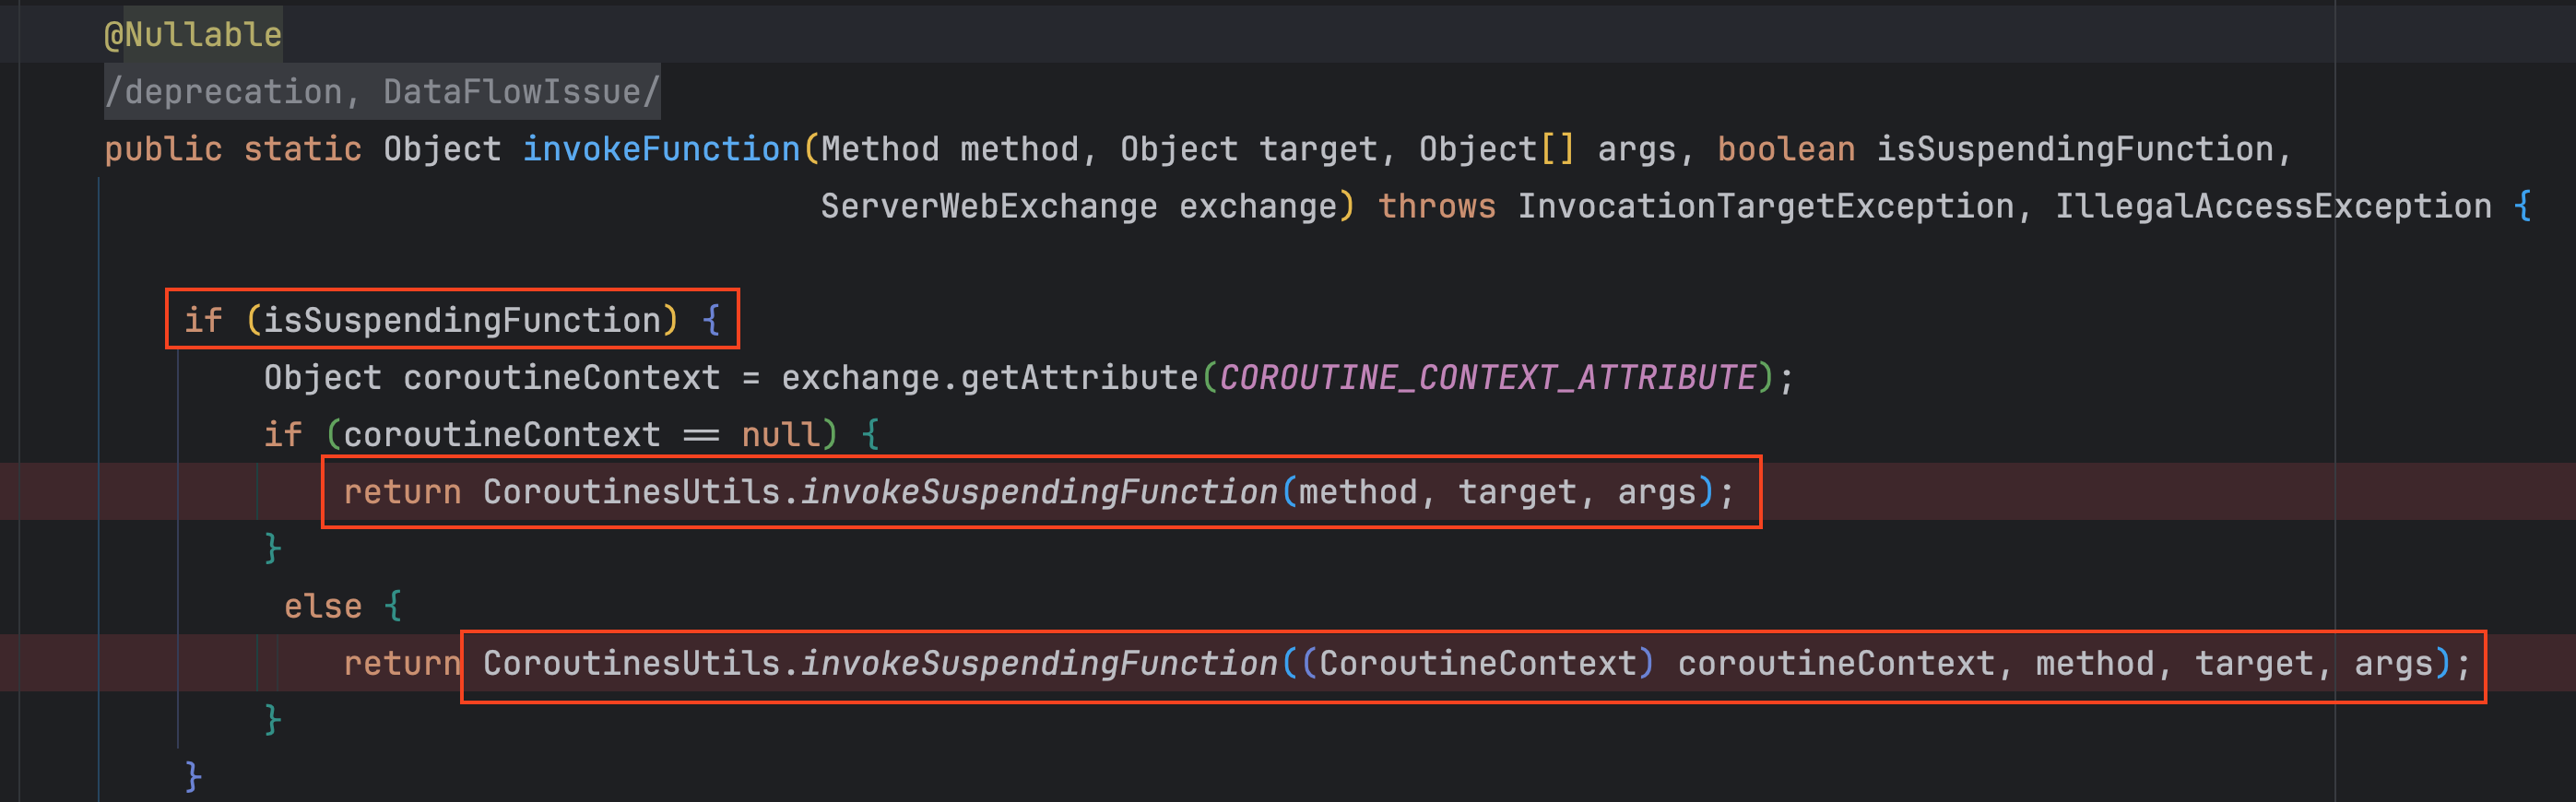 @Nullable
/deprecation, DataFlowIssue/
public static Object invokeFunction(Method method, Object target, Object[] args, boolean isSuspendingFunction,
ServerWebExchange exchange) throws InvocationTargetException, IllegalAccessException {
if (isSuspendingFunction) {
Object coroutineContext = exchange.getAttribute(COROUTINE_CONTEXT_ATTRIBUTE);
if (coroutineContext == null) {
return CoroutinesUtils.invokeSuspendingFunction(method, target, args);
}
else {
return CoroutinesUtils.invokeSuspendingFunction((CoroutineContext) coroutineContext, method, target, args);
}
}